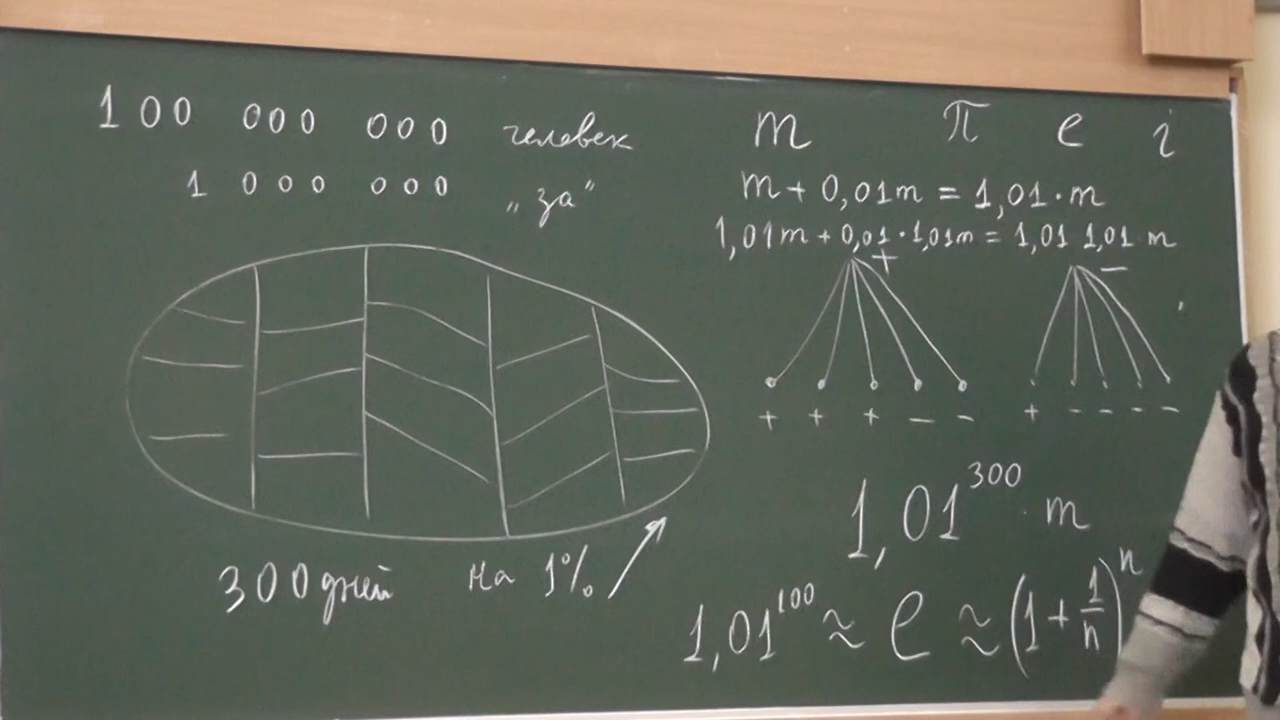 100 000 000 человек
1 000 000 „за“
300 дней на 1%
m π e i
m + 0,01m = 1,01·m
1,01m + 0,01·1,01m = 1,01 1,01 m
+ −
+ + + − − + − − − −
1,01³⁰⁰ · m
1,01¹⁰⁰ ≈ e ≈ (1 + 1/n)ⁿ